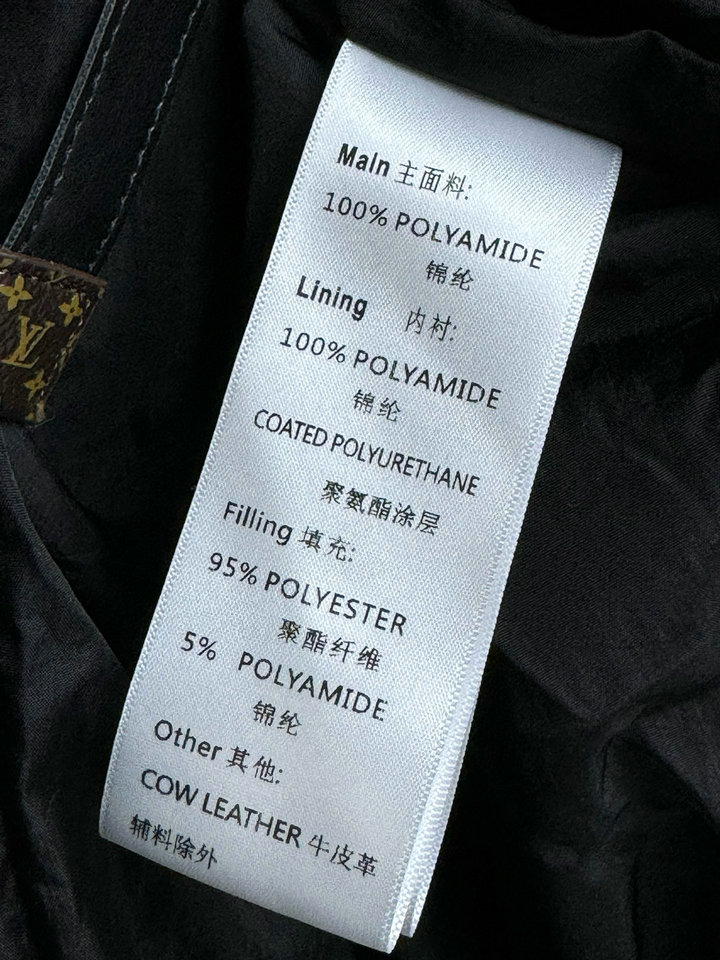 Main 主面料:
100% POLYAMIDE
锦纶
Lining 内衬:
100% POLYAMIDE
锦纶
COATED POLYURETHANE
聚氨酯涂层
Filling 填充:
95% POLYESTER
聚酯纤维
5% POLYAMIDE
锦纶
Other 其他:
COW LEATHER 牛皮革
辅料除外
LV